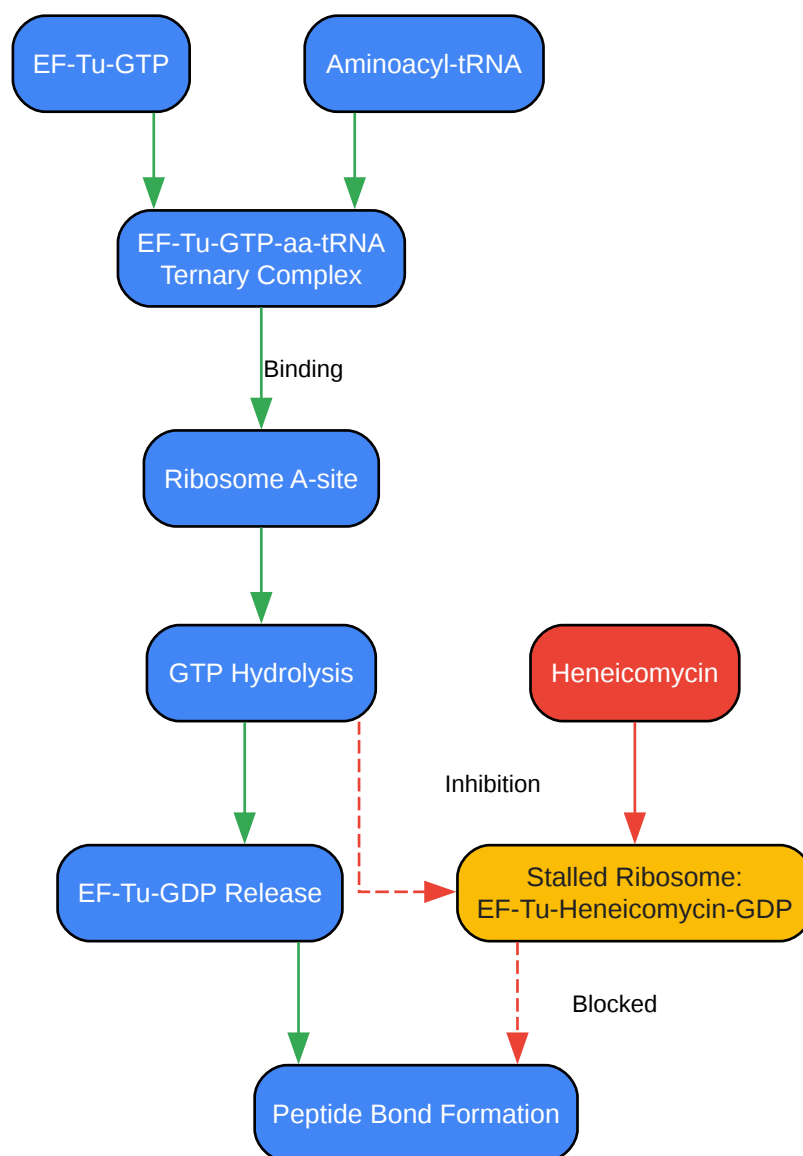 EF-Tu-GTP
Aminoacyl-tRNA
EF-Tu-GTP-aa-tRNA
Ternary Complex
Binding
Ribosome A-site
GTP Hydrolysis
Heneicomycin
Inhibition
EF-Tu-GDP Release
Stalled Ribosome:
EF-Tu-Heneicomycin-GDP
Blocked
Peptide Bond Formation